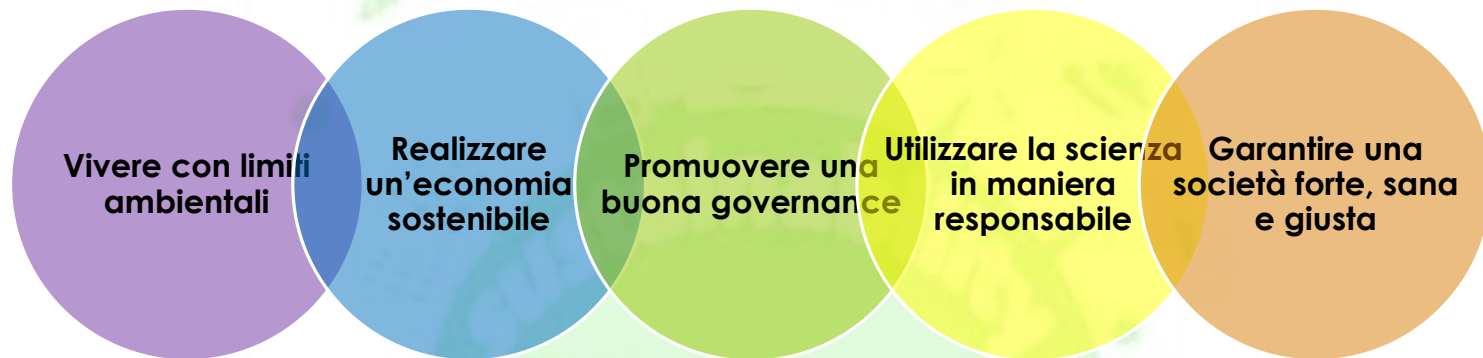 Vivere con limiti
ambientali
Realizzare
un’economia
sostenibile
Promuovere una
buona governance
Utilizzare la scienza
in maniera
responsabile
Garantire una
società forte, sana
e giusta